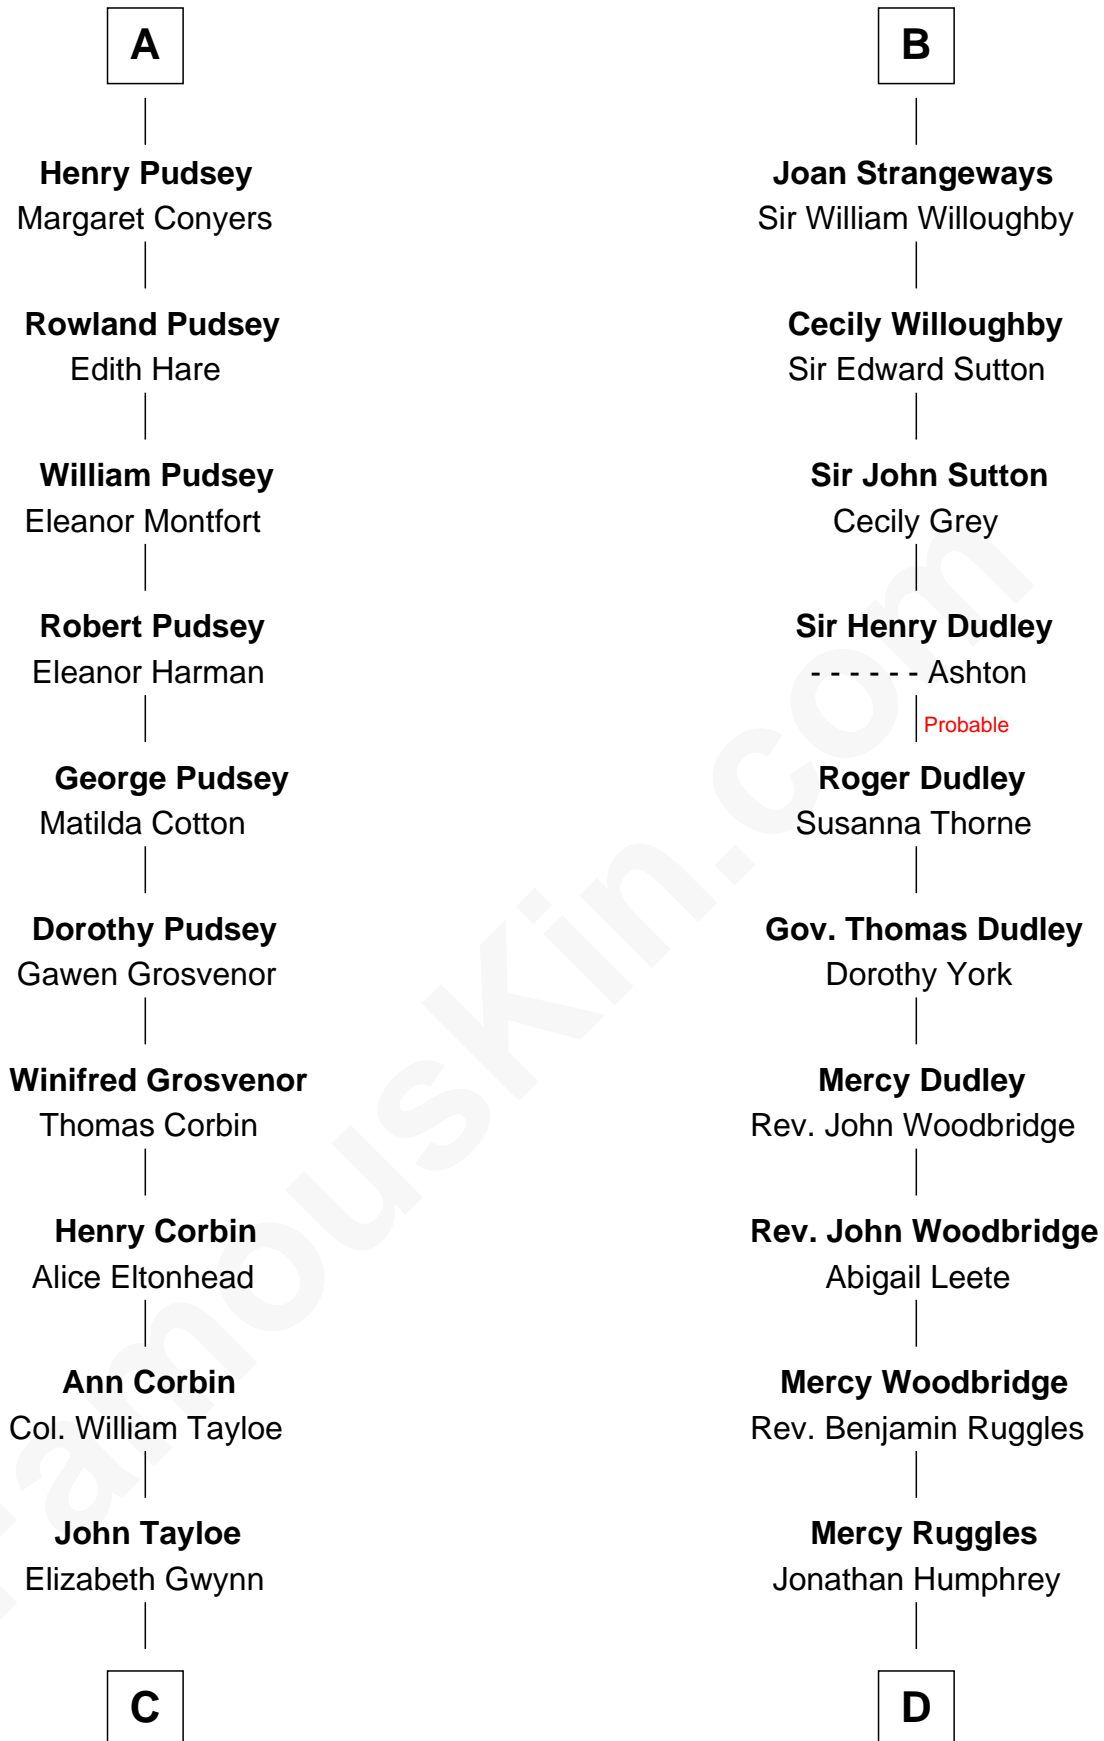 A
Henry Pudsey
Margaret Conyers
Rowland Pudsey
Edith Hare
William Pudsey
Eleanor Montfort
Robert Pudsey
Eleanor Harman
George Pudsey
Matilda Cotton
Dorothy Pudsey
Gawen Grosvenor
Winifred Grosvenor
Thomas Corbin
Henry Corbin
Alice Eltonhead
Ann Corbin
Col. William Tayloe
John Tayloe
Elizabeth Gwynn
C
B
Joan Strangeways
Sir William Willoughby
Cecily Willoughby
Sir Edward Sutton
Sir John Sutton
Cecily Grey
Sir Henry Dudley
- - - - - - Ashton
Probable
Roger Dudley
Susanna Thorne
Gov. Thomas Dudley
Dorothy York
Mercy Dudley
Rev. John Woodbridge
Rev. John Woodbridge
Abigail Leete
Mercy Woodbridge
Rev. Benjamin Ruggles
Mercy Ruggles
Jonathan Humphrey
D
FamousKin.com